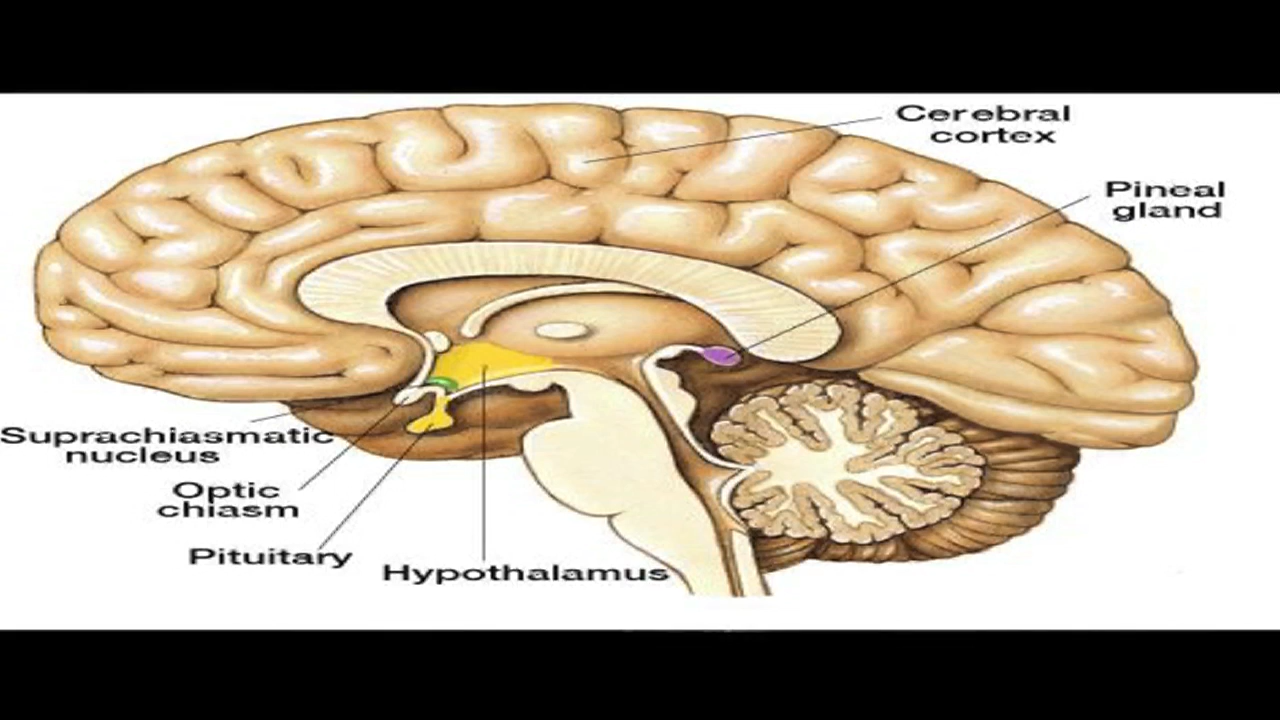 Cerebral
cortex
Pineal
gland
Suprachiasmatic
nucleus
Optic
chiasm
Pituitary
Hypothalamus